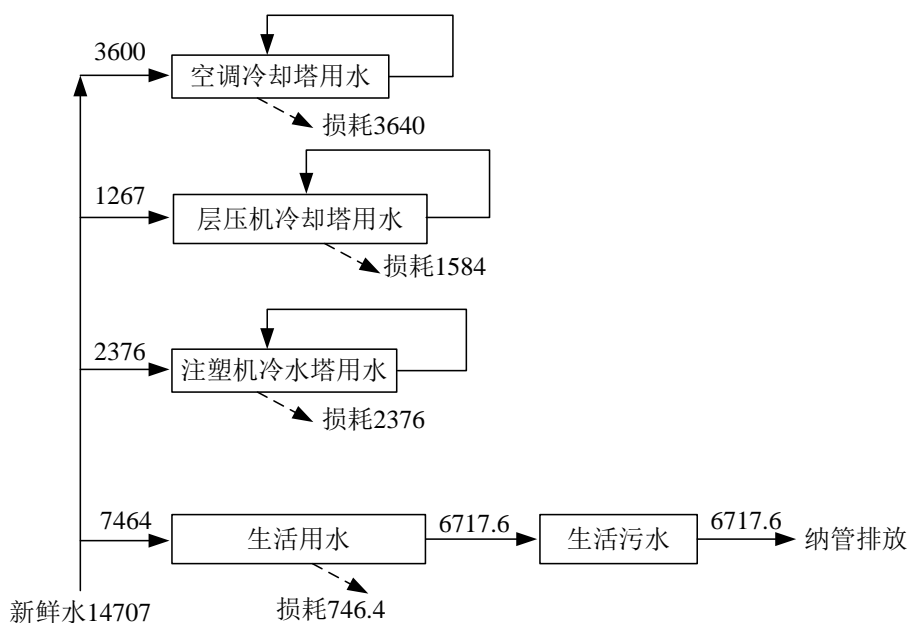 3600
空调冷却塔用水
损耗3640
1267
层压机冷却塔用水
损耗1584
2376
注塑机冷水塔用水
损耗2376
7464
生活用水
6717.6
生活污水
6717.6
纳管排放
损耗746.4
新鲜水14707